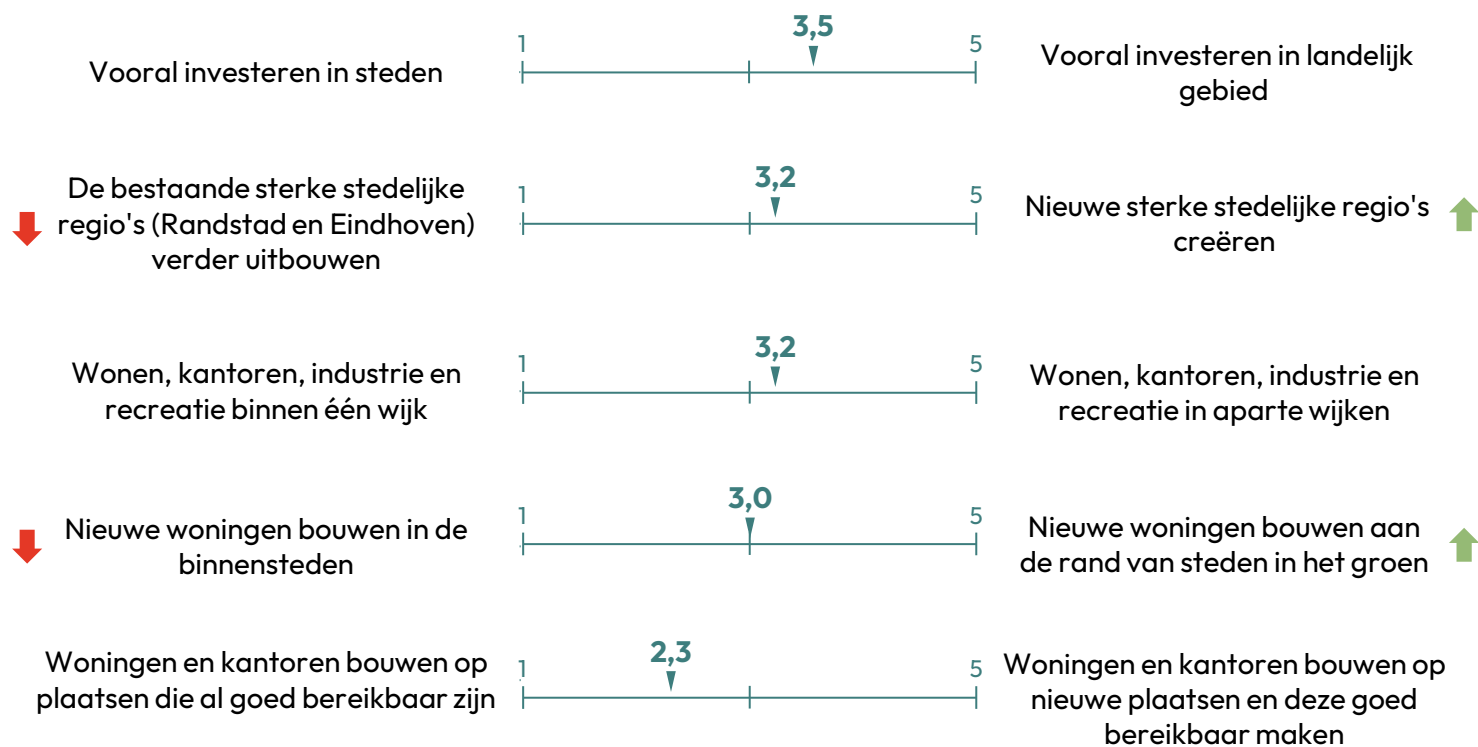 Vooral investeren in steden
1
3,5
5
Vooral investeren in landelijk
gebied
De bestaande sterke stedelijke
regio's (Randstad en Eindhoven)
verder uitbouwen
1
3,2
5
Nieuwe sterke stedelijke regio's
creëren
Wonen, kantoren, industrie en
recreatie binnen één wijk
1
3,2
5
Wonen, kantoren, industrie en
recreatie in aparte wijken
Nieuwe woningen bouwen in de
binnensteden
1
3,0
5
Nieuwe woningen bouwen aan
de rand van steden in het groen
Woningen en kantoren bouwen op
plaatsen die al goed bereikbaar zijn
1
2,3
5
Woningen en kantoren bouwen op
nieuwe plaatsen en deze goed
bereikbaar maken